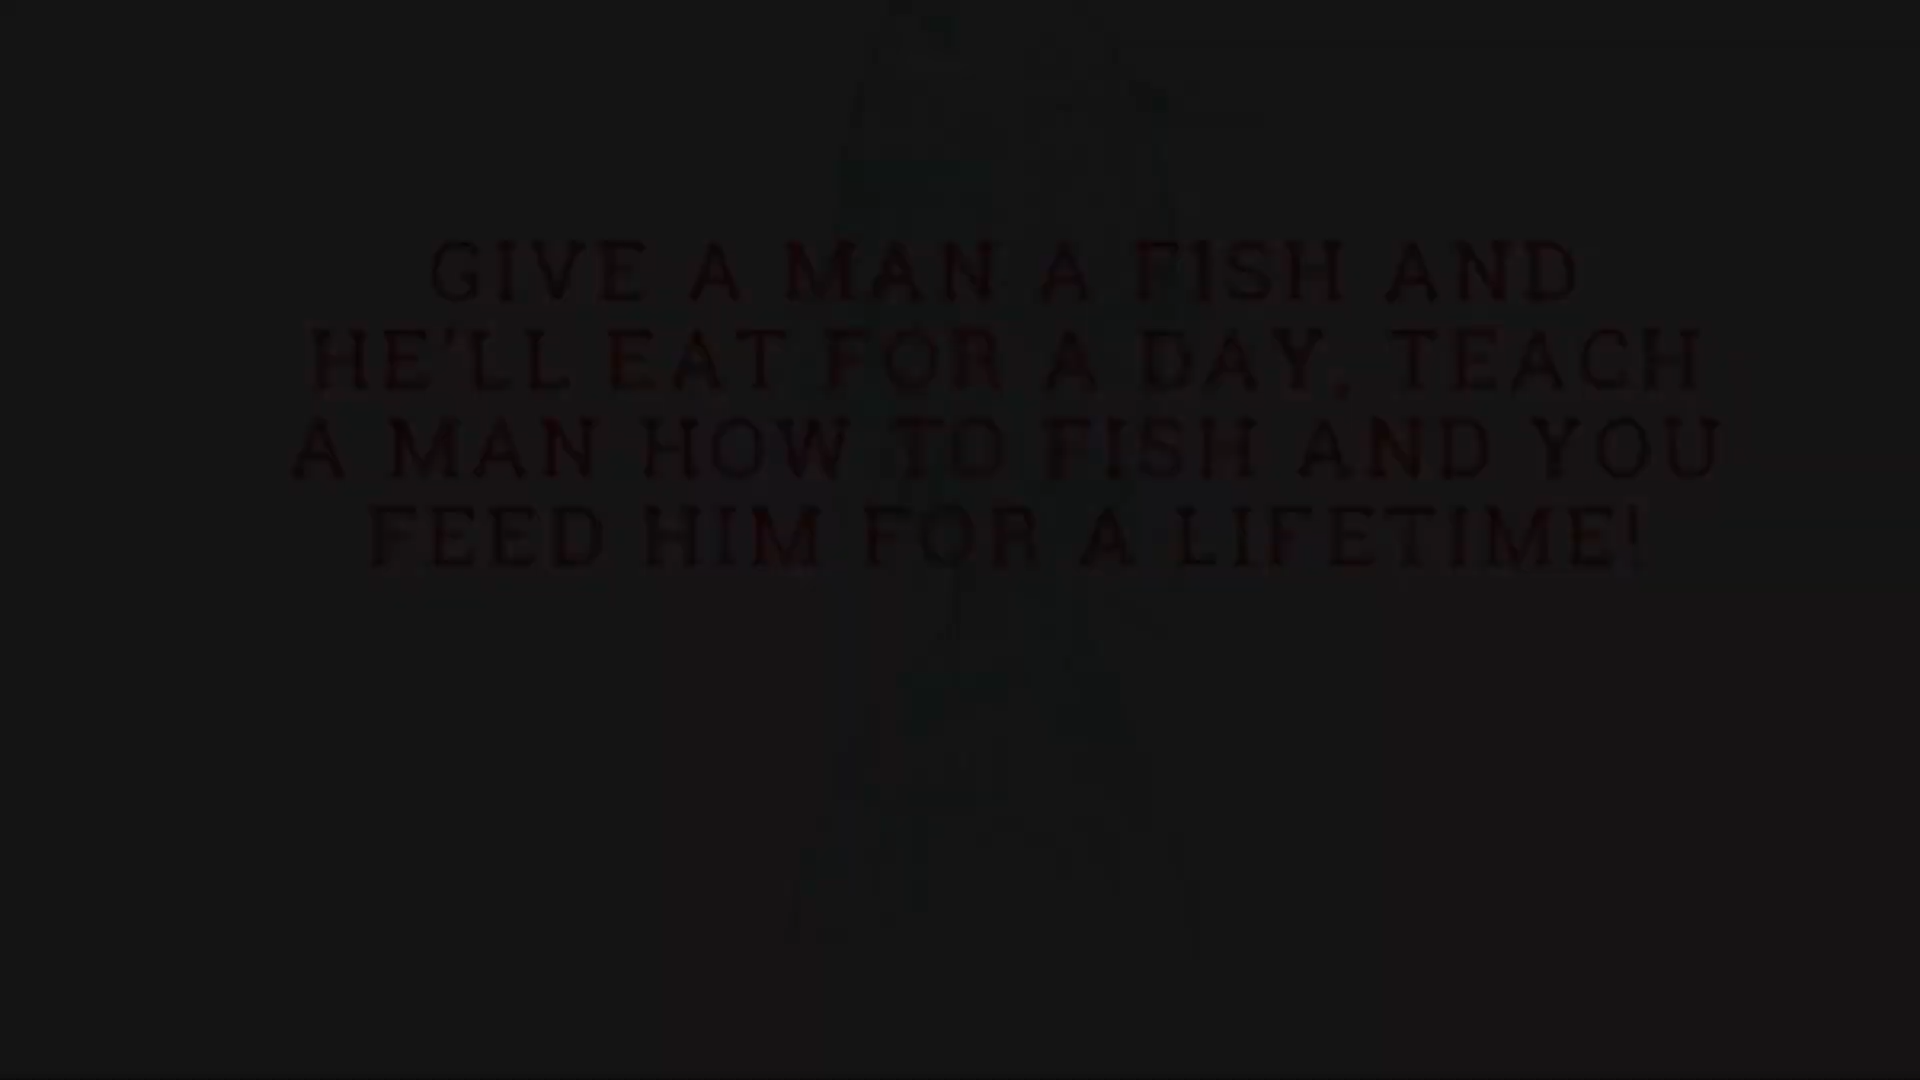 GIVE A MAN A FISH AND
HE'LL EAT FOR A DAY, TEACH
A MAN HOW TO FISH AND YOU
FEED HIM FOR A LIFETIME!